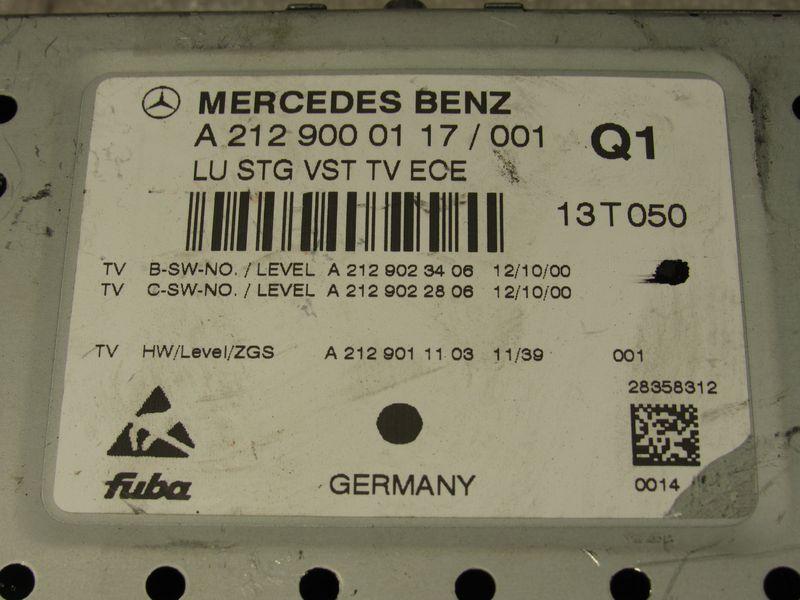 MERCEDES BENZ
A 212 900 01 17 / 001 Q1
LU STG VST TV ECE
13T050
TV B-SW-NO. / LEVEL A 212 902 34 06 12/10/00
TV C-SW-NO. / LEVEL A 212 902 28 06 12/10/00
TV HW/Level/ZGS A 212 901 11 03 11/39 001
28358312
fuba
GERMANY
0014